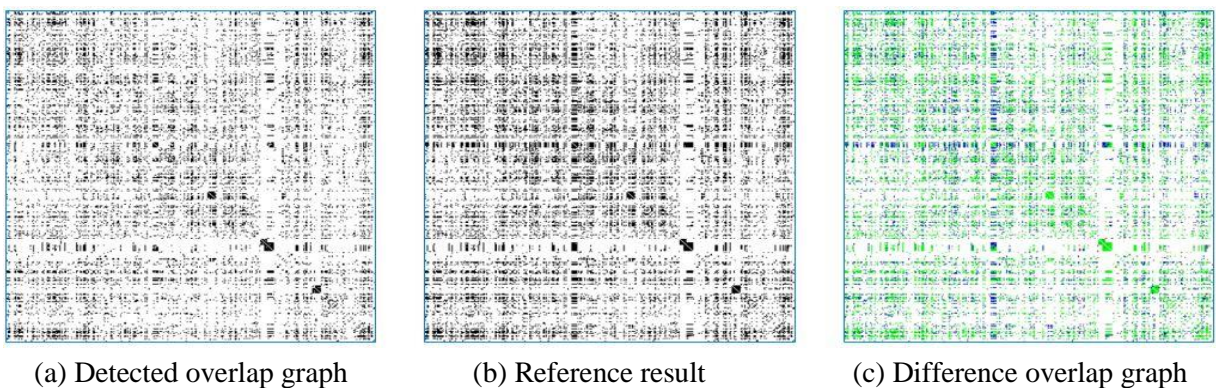 (a) Detected overlap graph
(b) Reference result
(c) Difference overlap graph